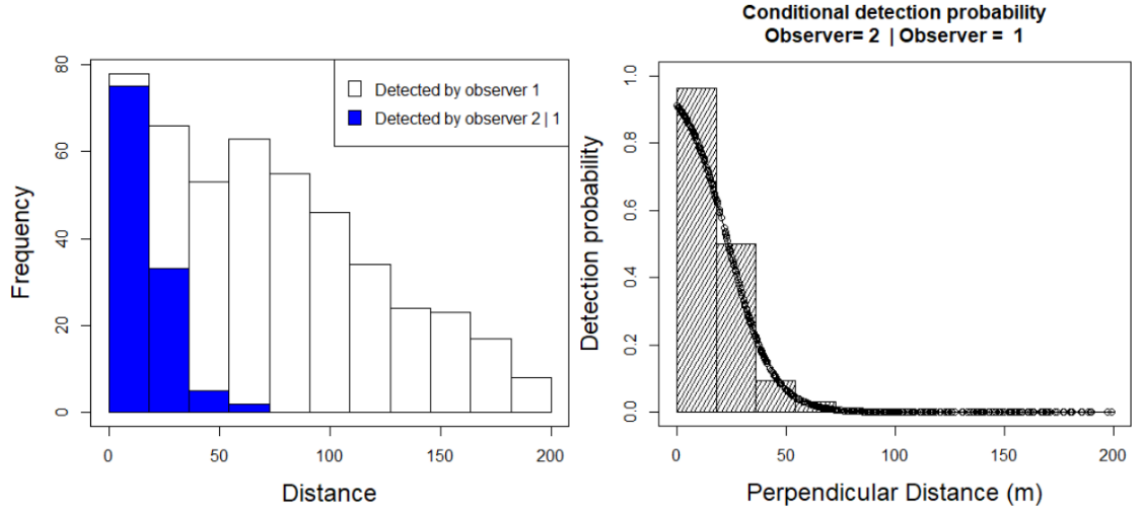 Detected by observer 1
Detected by observer 2 | 1
Frequency
0
20
40
60
80
0
50
100
150
200
Distance
Conditional detection probability
Observer= 2 | Observer = 1
Detection probability
0.0
0.2
0.4
0.6
0.8
1.0
0
50
100
150
200
Perpendicular Distance (m)